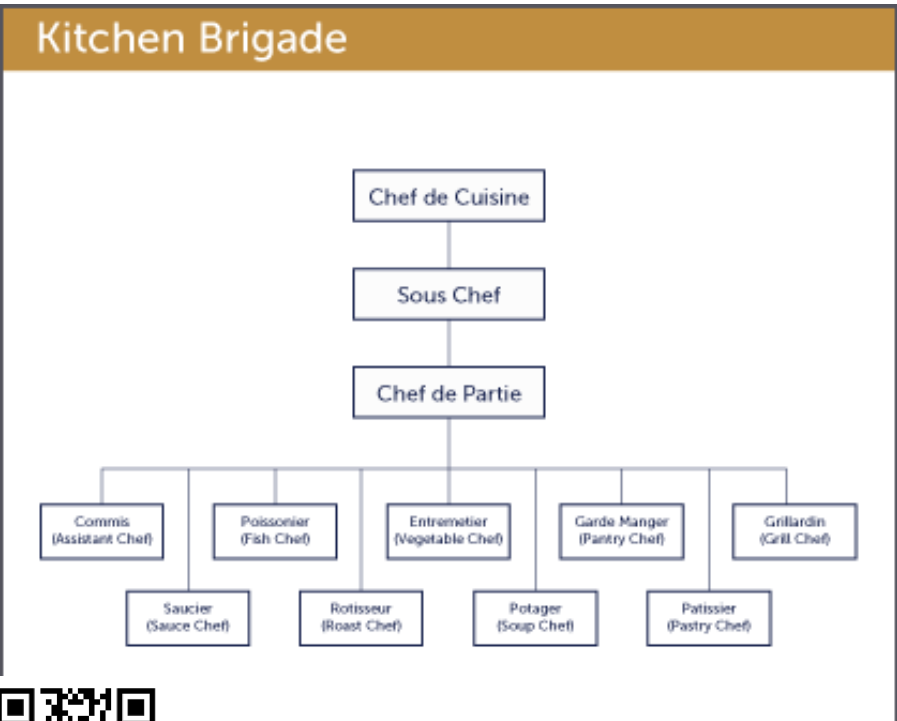 Kitchen Brigade
Chef de Cuisine
Sous Chef
Chef de Partie
Commis
(Assistant Chef)
Poissonier
(Fish Chef)
Entremetier
(Vegetable Chef)
Garde Manger
(Pantry Chef)
Grillardin
(Grill Chef)
Saucier
(Sauce Chef)
Rotisseur
(Roast Chef)
Potager
(Soup Chef)
Patissier
(Pastry Chef)